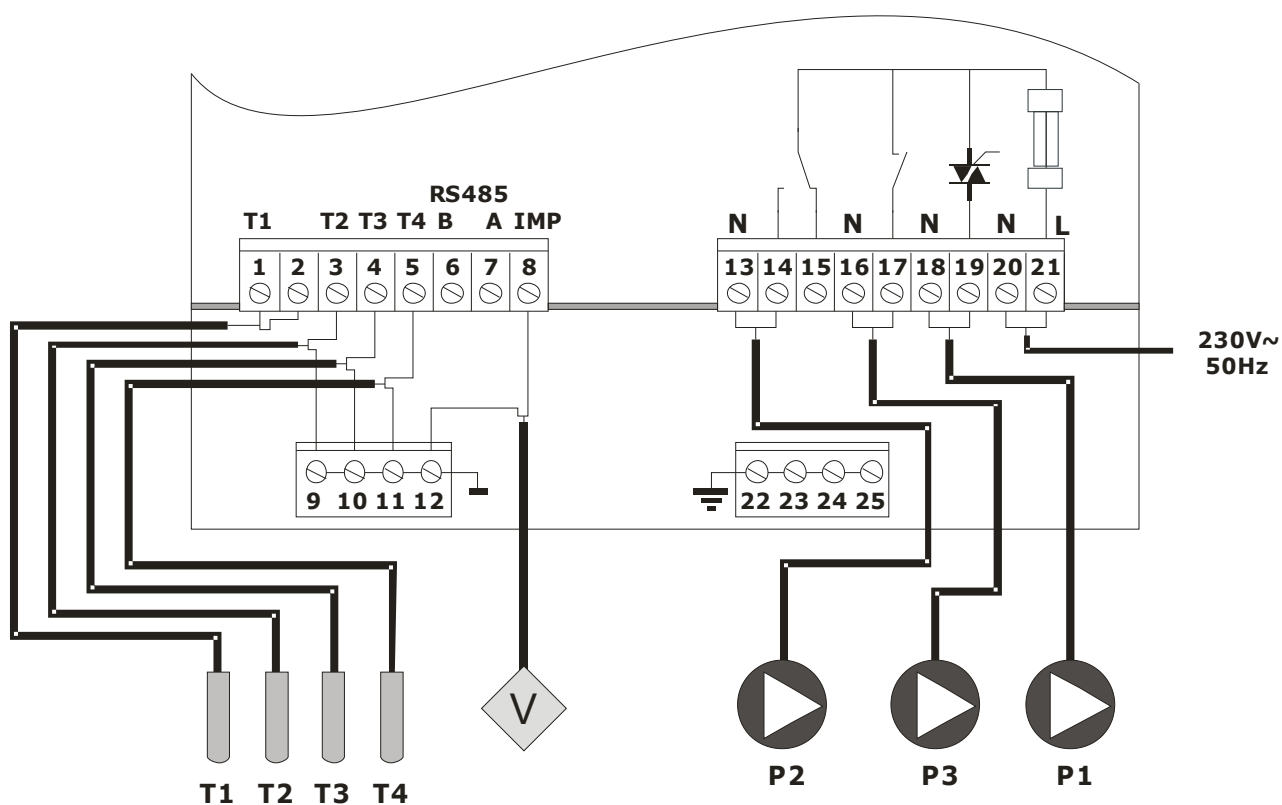 RS485
T1 T2 T3 T4 B A IMP
N N N N L
1 2 3 4 5 6 7 8
13 14 15 16 17 18 19 20 21
230V~
50Hz
9 10 11 12
22 23 24 25
V
T1 T2 T3 T4
P2 P3 P1